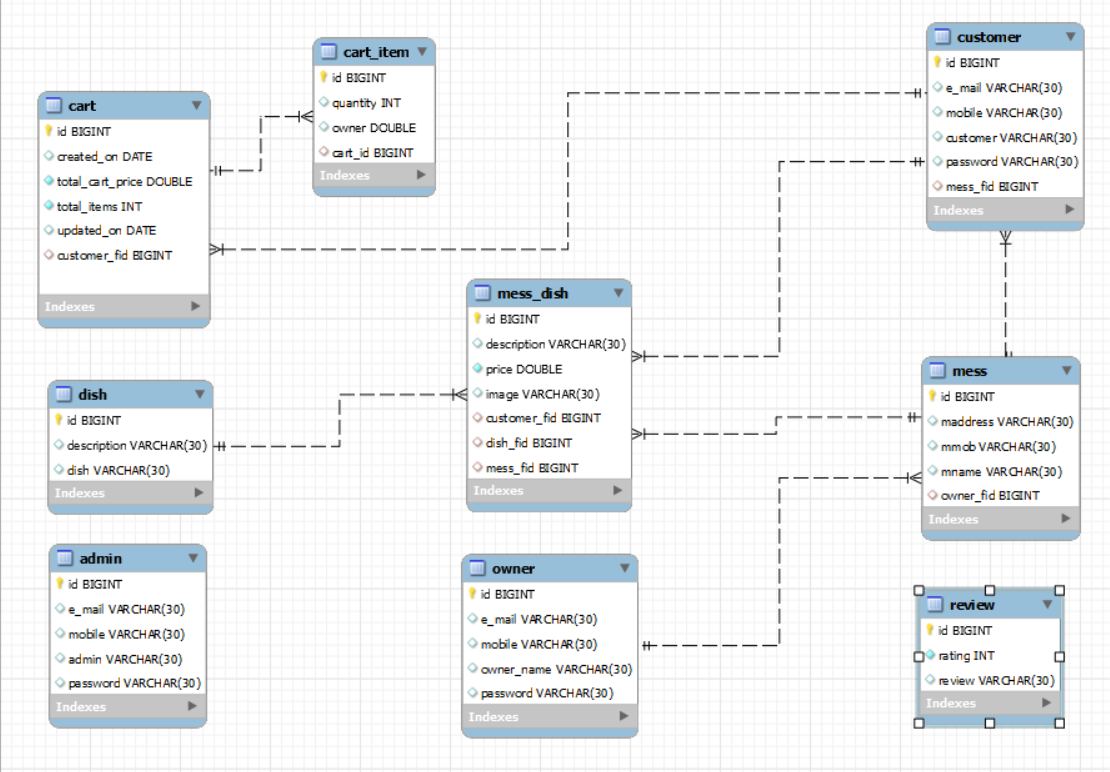 cart_item
id BIGINT
quantity INT
owner DOUBLE
cart_id BIGINT
Indexes
customer
id BIGINT
e_mail VARCHAR(30)
mobile VARCHAR(30)
customer VARCHAR(30)
password VARCHAR(30)
mess_fid BIGINT
Indexes
cart
id BIGINT
created_on DATE
total_cart_price DOUBLE
total_items INT
updated_on DATE
customer_fid BIGINT
Indexes
mess_dish
id BIGINT
description VARCHAR(30)
price DOUBLE
image VARCHAR(30)
customer_fid BIGINT
dish_fid BIGINT
mess_fid BIGINT
Indexes
mess
id BIGINT
maddress VARCHAR(30)
mmob VARCHAR(30)
mname VARCHAR(30)
owner_fid BIGINT
Indexes
dish
id BIGINT
description VARCHAR(30)
dish VARCHAR(30)
Indexes
admin
id BIGINT
e_mail VARCHAR(30)
mobile VARCHAR(30)
admin VARCHAR(30)
password VARCHAR(30)
Indexes
owner
id BIGINT
e_mail VARCHAR(30)
mobile VARCHAR(30)
owner_name VARCHAR(30)
password VARCHAR(30)
Indexes
review
id BIGINT
rating INT
review VARCHAR(30)
Indexes